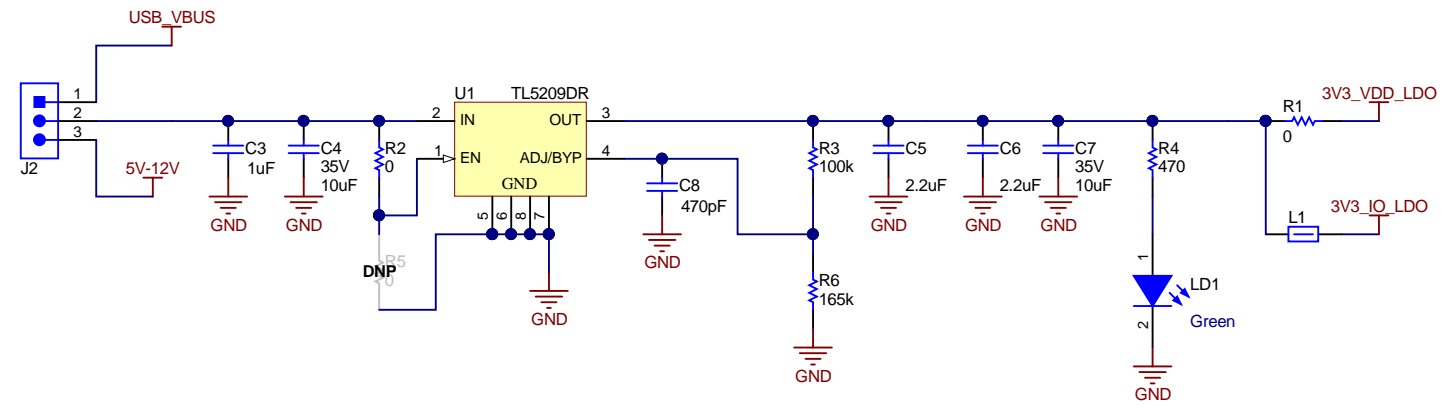 USB_VBUS
J2
1
2
3
5V-12V
C3
1uF
GND
C4
35V
10uF
GND
R2
0
DNP
R5
0
U1
TL5209DR
2
IN
OUT
3
1
EN
ADJ/BYP
4
GND
5
6
8
7
GND
C8
470pF
GND
R3
100k
R6
165k
GND
C5
2.2uF
GND
C6
2.2uF
GND
C7
35V
10uF
GND
R4
470
1
LD1
Green
2
GND
R1
0
3V3_VDD_LDO
L1
3V3_IO_LDO